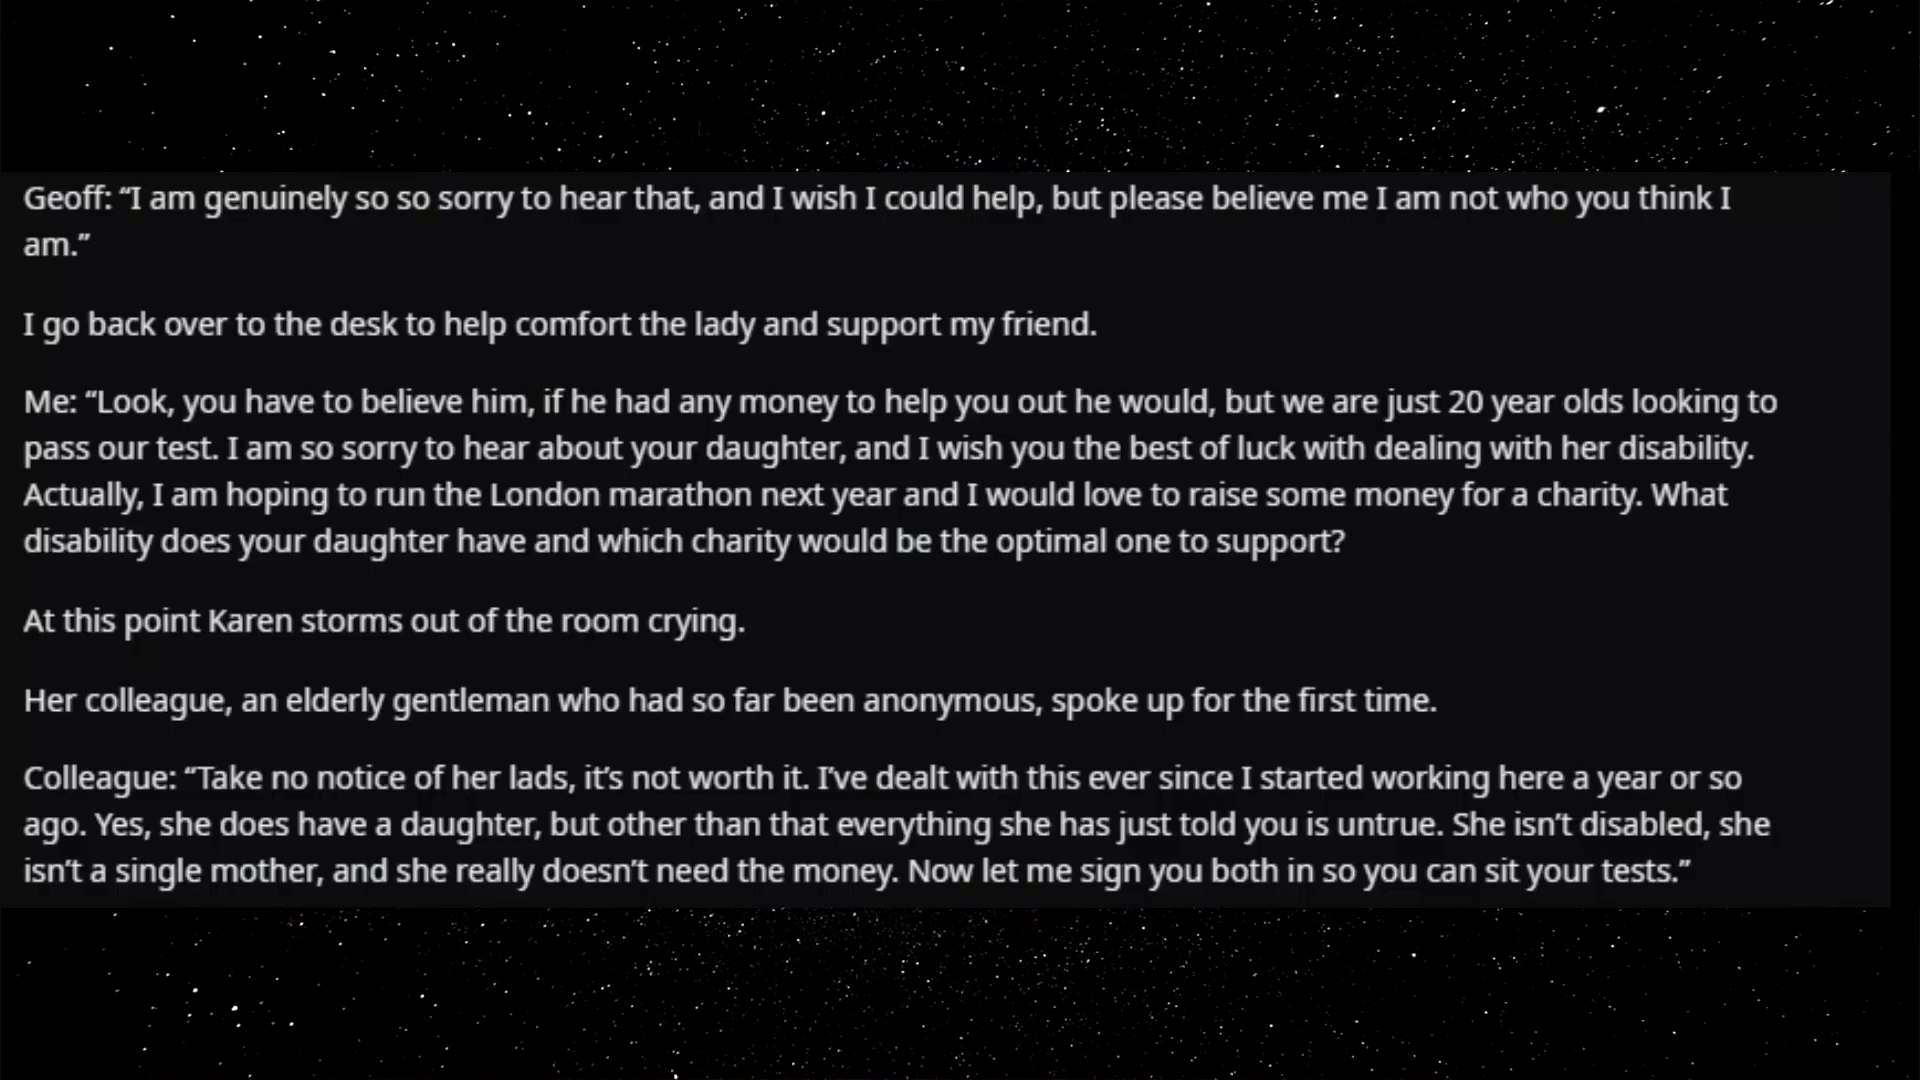 Geoff: “I am genuinely so so sorry to hear that, and I wish I could help, but please believe me I am not who you think I
am.”
I go back over to the desk to help comfort the lady and support my friend.
Me: “Look, you have to believe him, if he had any money to help you out he would, but we are just 20 year olds looking to
pass our test. I am so sorry to hear about your daughter, and I wish you the best of luck with dealing with her disability.
Actually, I am hoping to run the London marathon next year and I would love to raise some money for a charity. What
disability does your daughter have and which charity would be the optimal one to support?
At this point Karen storms out of the room crying.
Her colleague, an elderly gentleman who had so far been anonymous, spoke up for the first time.
Colleague: “Take no notice of her lads, it’s not worth it. I’ve dealt with this ever since I started working here a year or so
ago. Yes, she does have a daughter, but other than that everything she has just told you is untrue. She isn’t disabled, she
isn’t a single mother, and she really doesn’t need the money. Now let me sign you both in so you can sit your tests.”